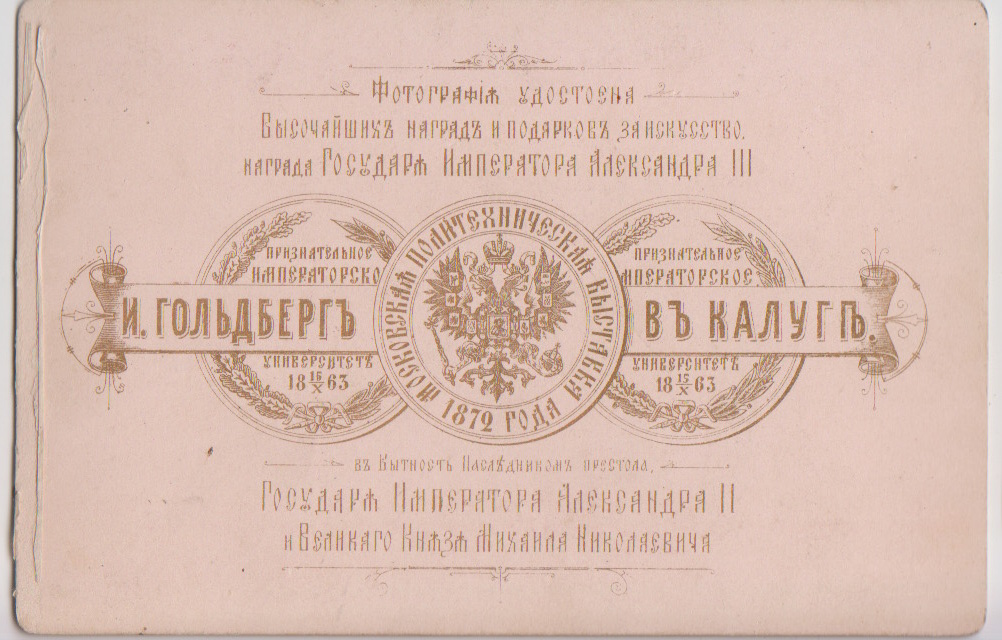 Фотографія удостоена
Высочайшихъ наградъ и подарковъ за искусство.
награда Государя Императора Александра III
признательное
императорско
университетъ
18 16/X 63
И. ГОЛЬДБЕРГЪ
МОСКОВСКАЯ ПОЛИТЕХНИЧЕСКАЯ ВЫСТАВКА
1872 ГОДА
признательное
мператорское
университетъ
18 15/X 63
ВЪ КАЛУГѢ.
въ бытность Наслѣдникомъ престола,
Государя Императора Александра II
и Великаго Князя Михаила Николаевича